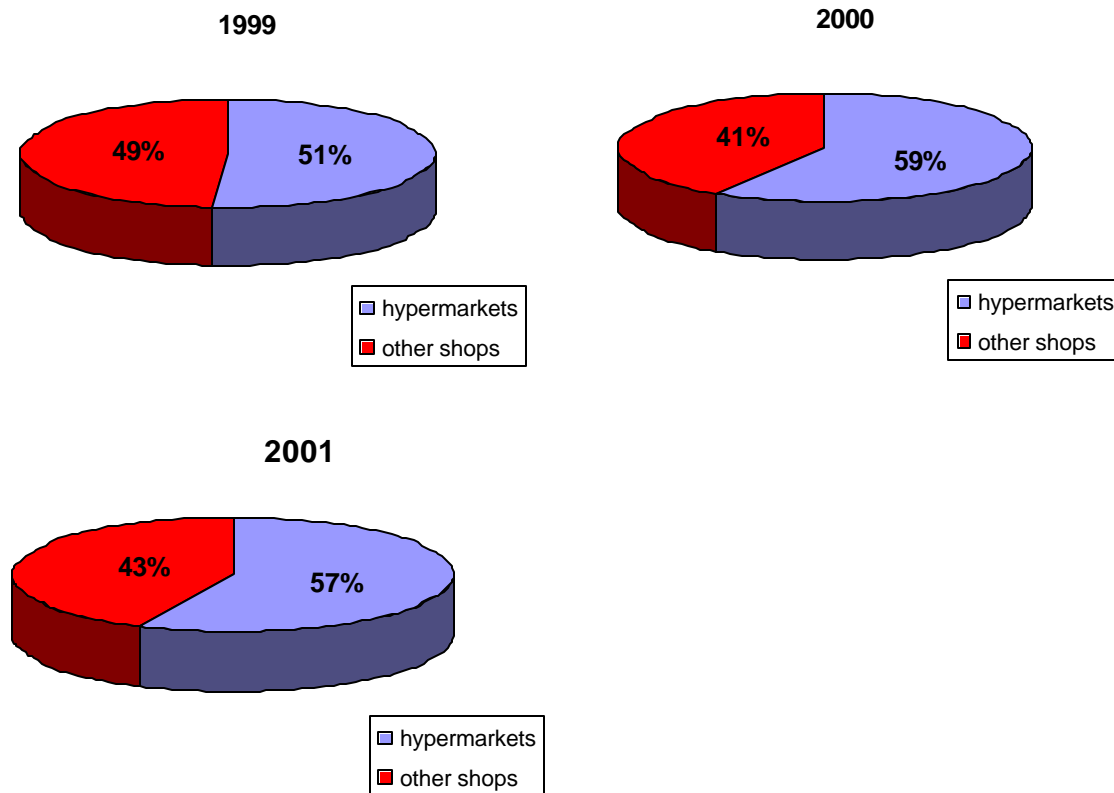 1999
49%
51%
hypermarkets
other shops
2000
41%
59%
hypermarkets
other shops
2001
43%
57%
hypermarkets
other shops